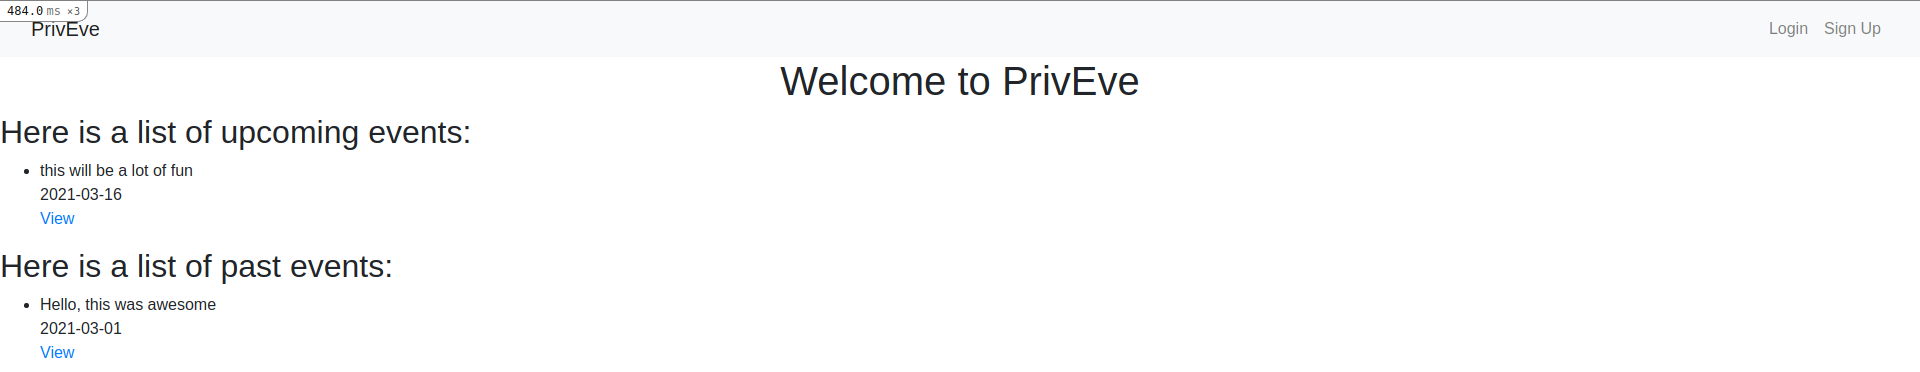 484.0 ms ×3
PrivEve
Login Sign Up
Welcome to PrivEve
Here is a list of upcoming events:
this will be a lot of fun
2021-03-16
View
Here is a list of past events:
Hello, this was awesome
2021-03-01
View